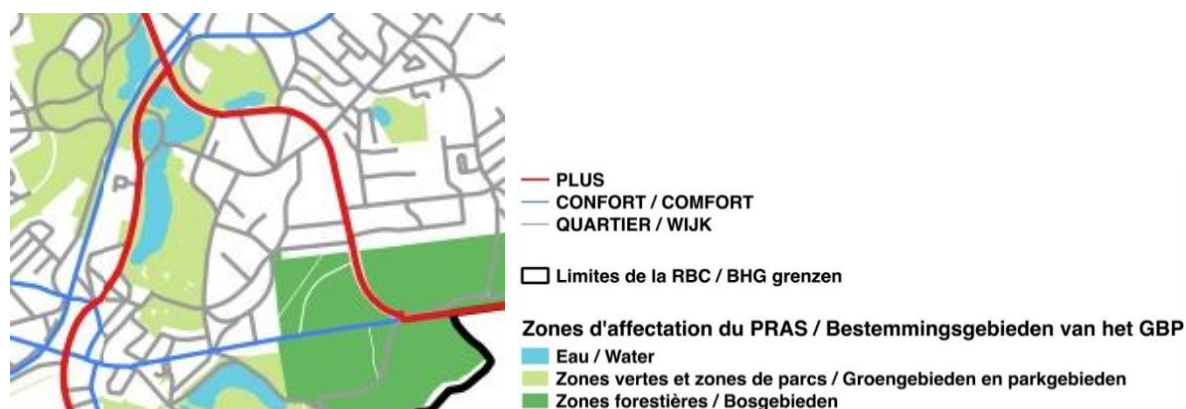 PLUS
CONFORT / COMFORT
QUARTIER / WIJK
Limites de la RBC / BHG grenzen
Zones d'affectation du PRAS / Bestemmingsgebieden van het GBP
Eau / Water
Zones vertes et zones de parcs / Groengebieden en parkgebieden
Zones forestières / Bosgebieden